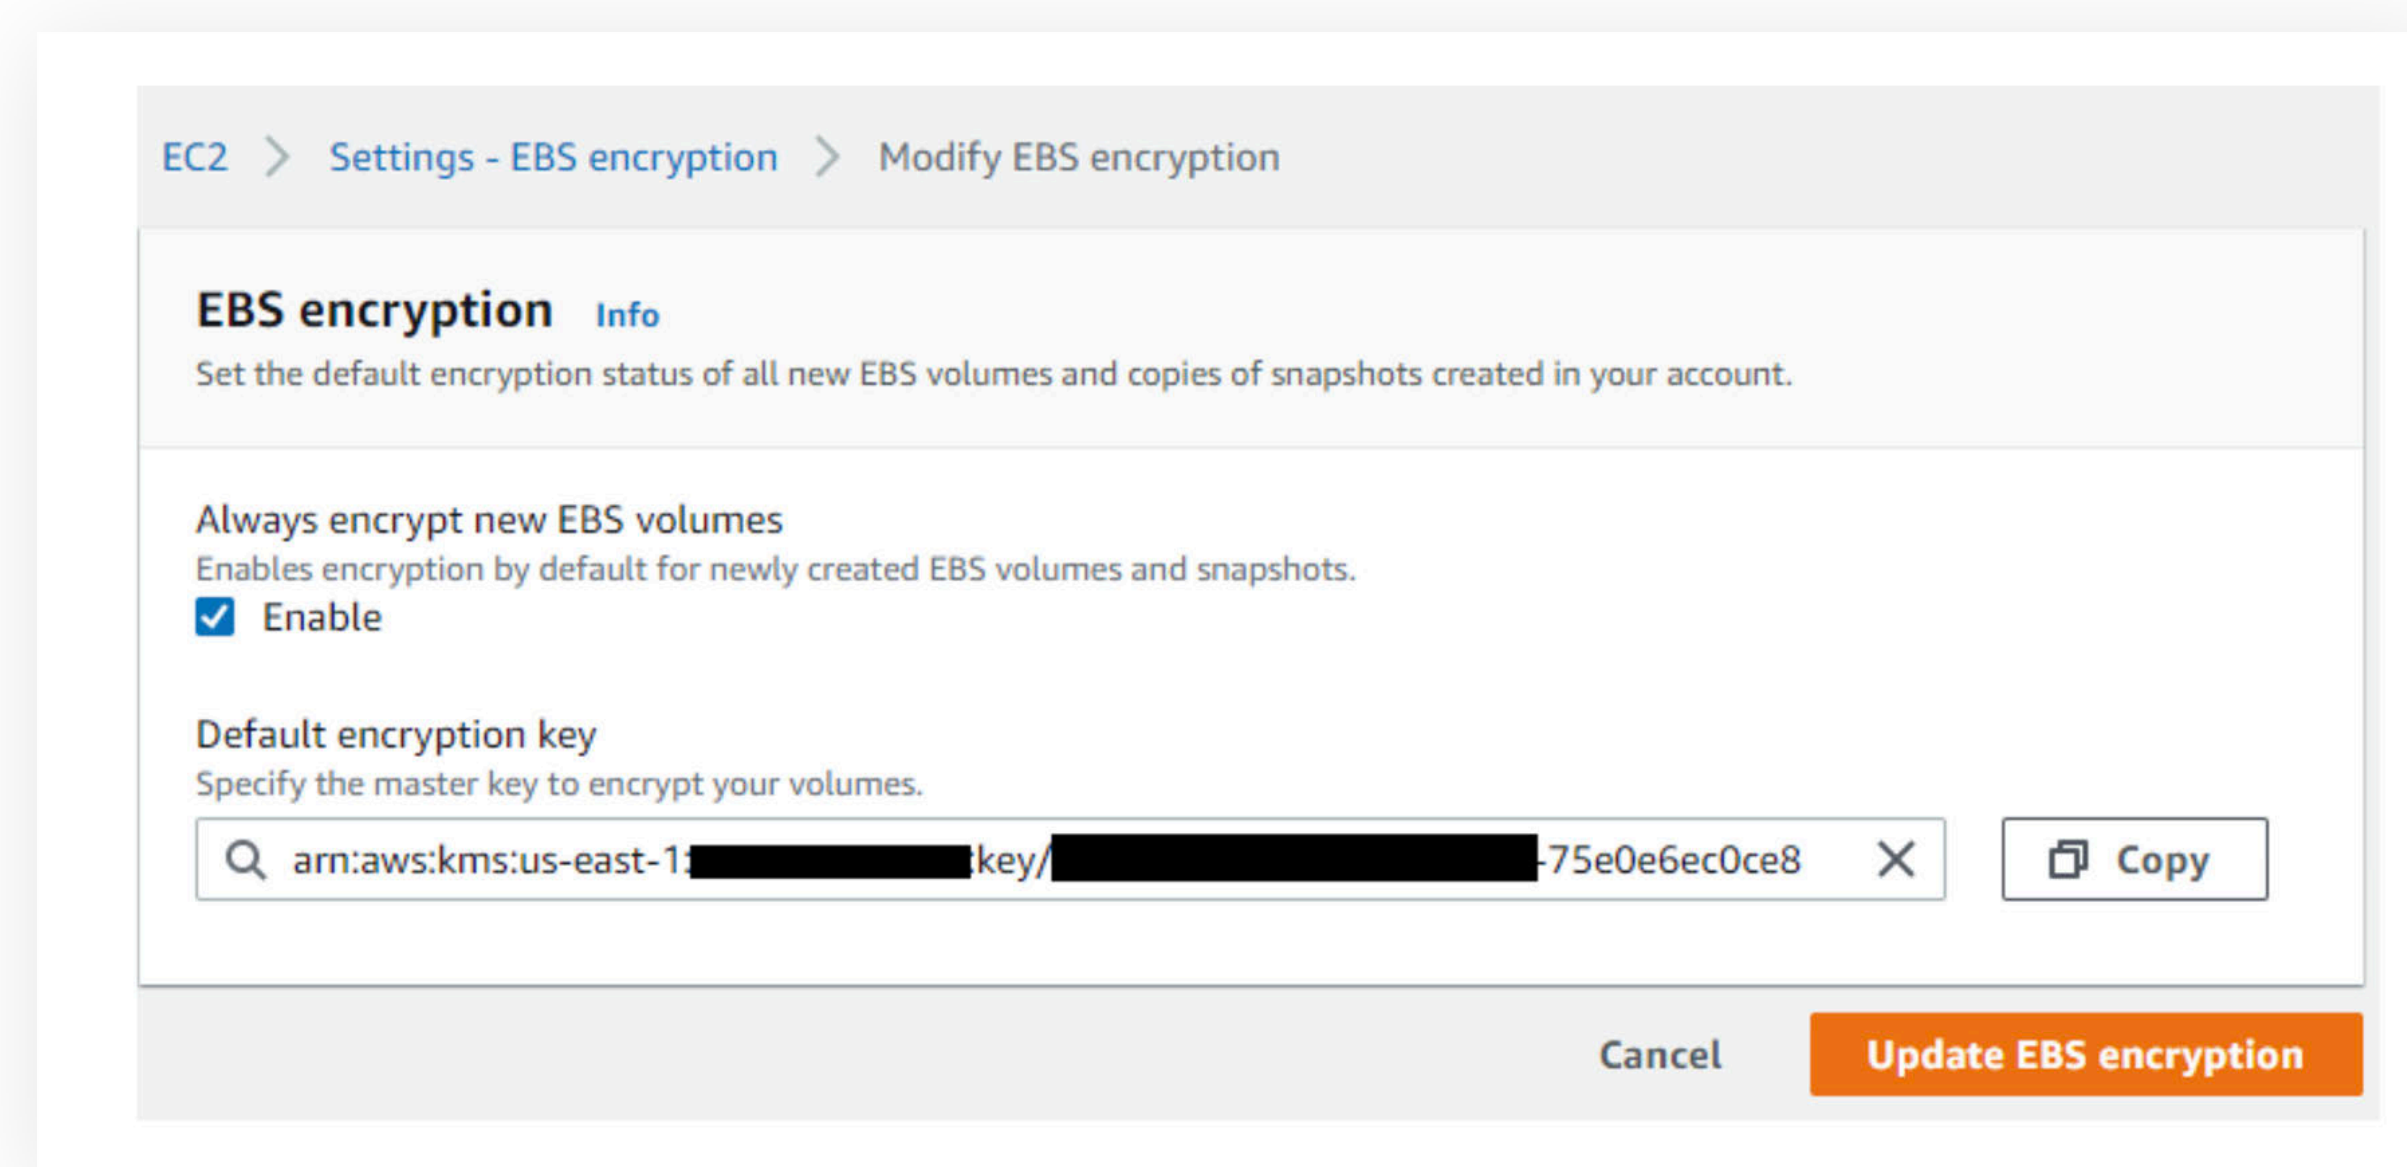 EC2 > Settings - EBS encryption > Modify EBS encryption
EBS encryption Info
Set the default encryption status of all new EBS volumes and copies of snapshots created in your account.
Always encrypt new EBS volumes
Enables encryption by default for newly created EBS volumes and snapshots.
Enable
Default encryption key
Specify the master key to encrypt your volumes.
arn:aws:kms:us-east-1: :key/ -75e0e6ec0ce8 Copy
Cancel Update EBS encryption